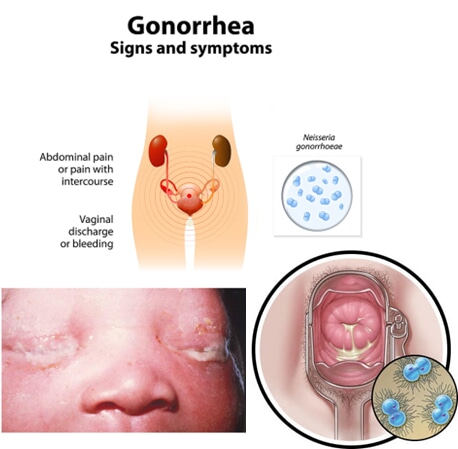 Gonorrhea
Signs and symptoms
Abdominal pain
or pain with
intercourse
Neisseria
gonorrhoeae
Vaginal
discharge
or bleeding